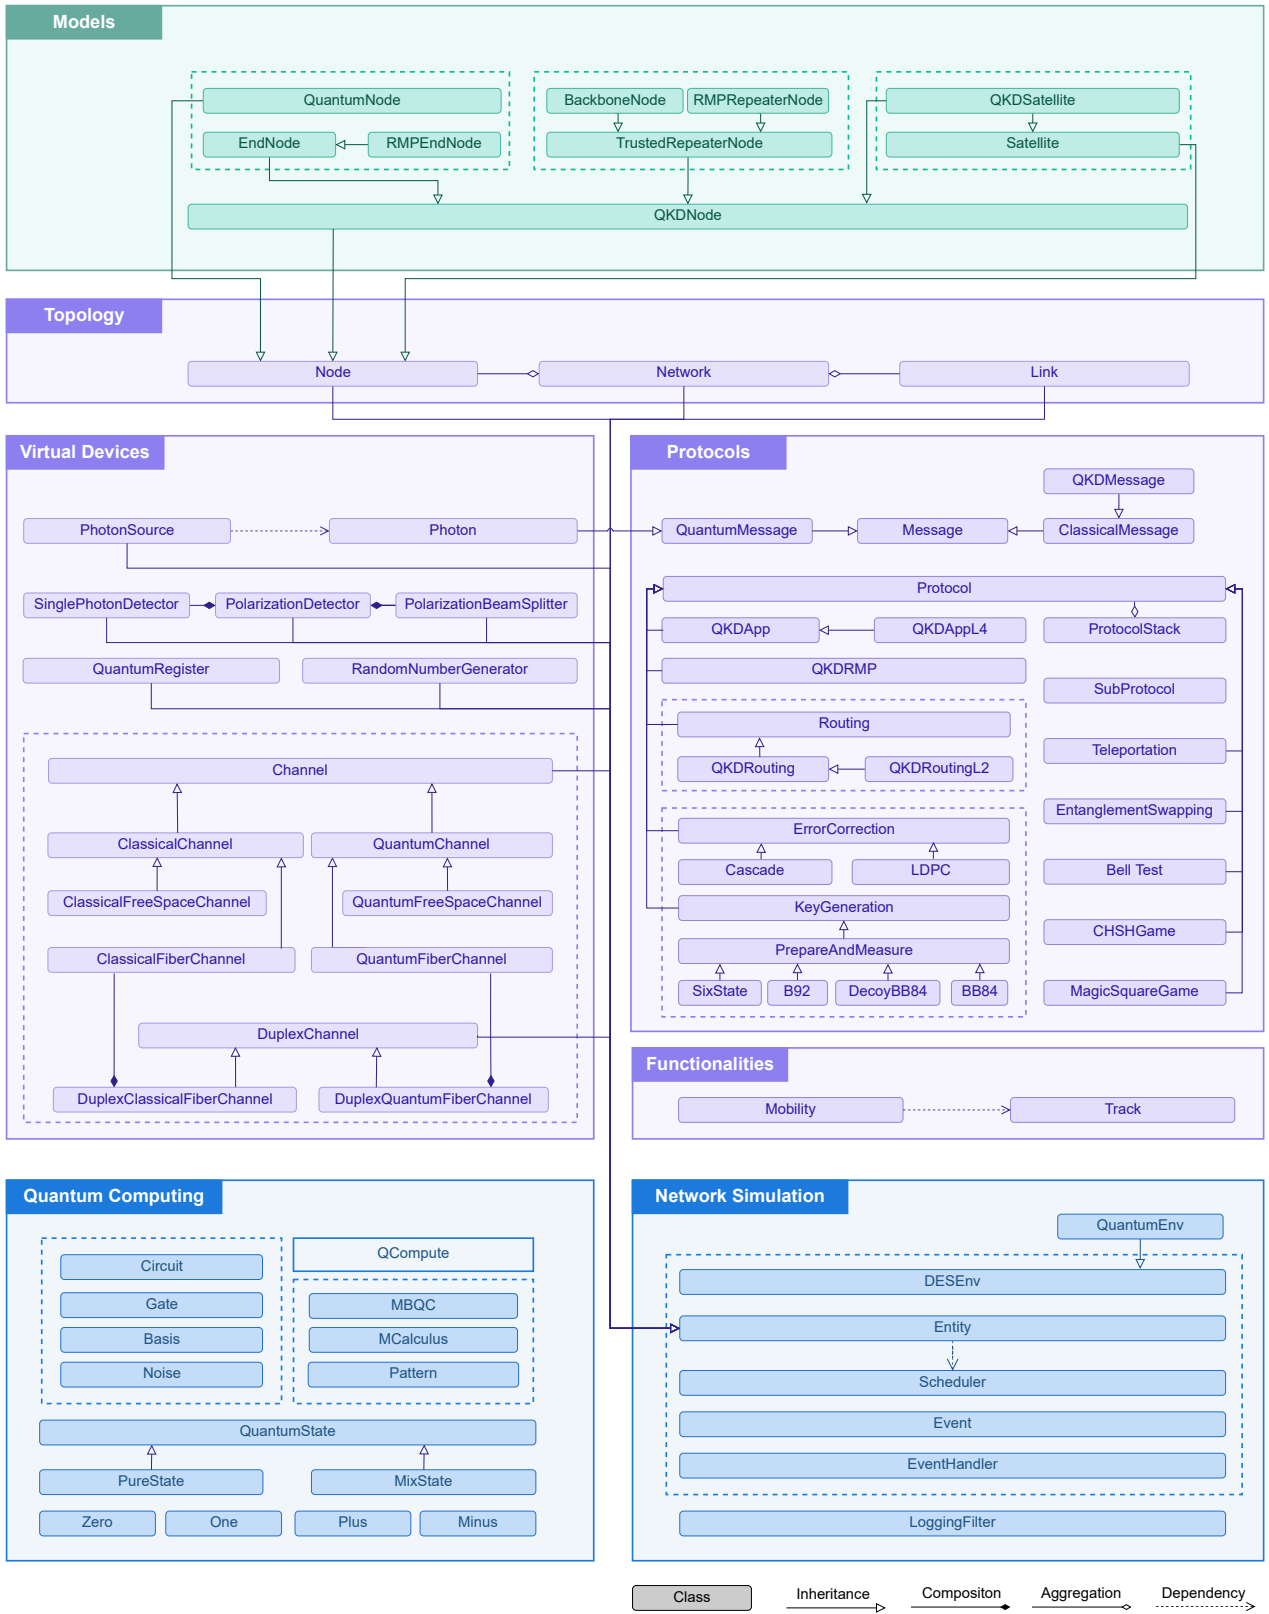 Models
QuantumNode
BackboneNode
RMPRepeaterNode
QKDSatellite
EndNode
RMPEndNode
TrustedRepeaterNode
Satellite
QKDNode
Topology
Node
Network
Link
Virtual Devices
PhotonSource
Photon
SinglePhotonDetector
PolarizationDetector
PolarizationBeamSplitter
QuantumRegister
RandomNumberGenerator
Channel
ClassicalChannel
QuantumChannel
ClassicalFreeSpaceChannel
QuantumFreeSpaceChannel
ClassicalFiberChannel
QuantumFiberChannel
DuplexChannel
DuplexClassicalFiberChannel
DuplexQuantumFiberChannel
Protocols
QKDMessage
QuantumMessage
Message
ClassicalMessage
Protocol
QKDApp
QKDAppL4
ProtocolStack
QKDRMP
SubProtocol
Routing
Teleportation
QKDRouting
QKDRoutingL2
EntanglementSwapping
ErrorCorrection
Cascade
LDPC
Bell Test
KeyGeneration
CHSHGame
PrepareAndMeasure
SixState
B92
DecoyBB84
BB84
MagicSquareGame
Functionalities
Mobility
Track
Quantum Computing
Circuit
Gate
Basis
Noise
QCompute
MBQC
MCalculus
Pattern
QuantumState
PureState
MixState
Zero
One
Plus
Minus
Network Simulation
QuantumEnv
DESEnv
Entity
Scheduler
Event
EventHandler
LoggingFilter
Class
Inheritance
Compositon
Aggregation
Dependency